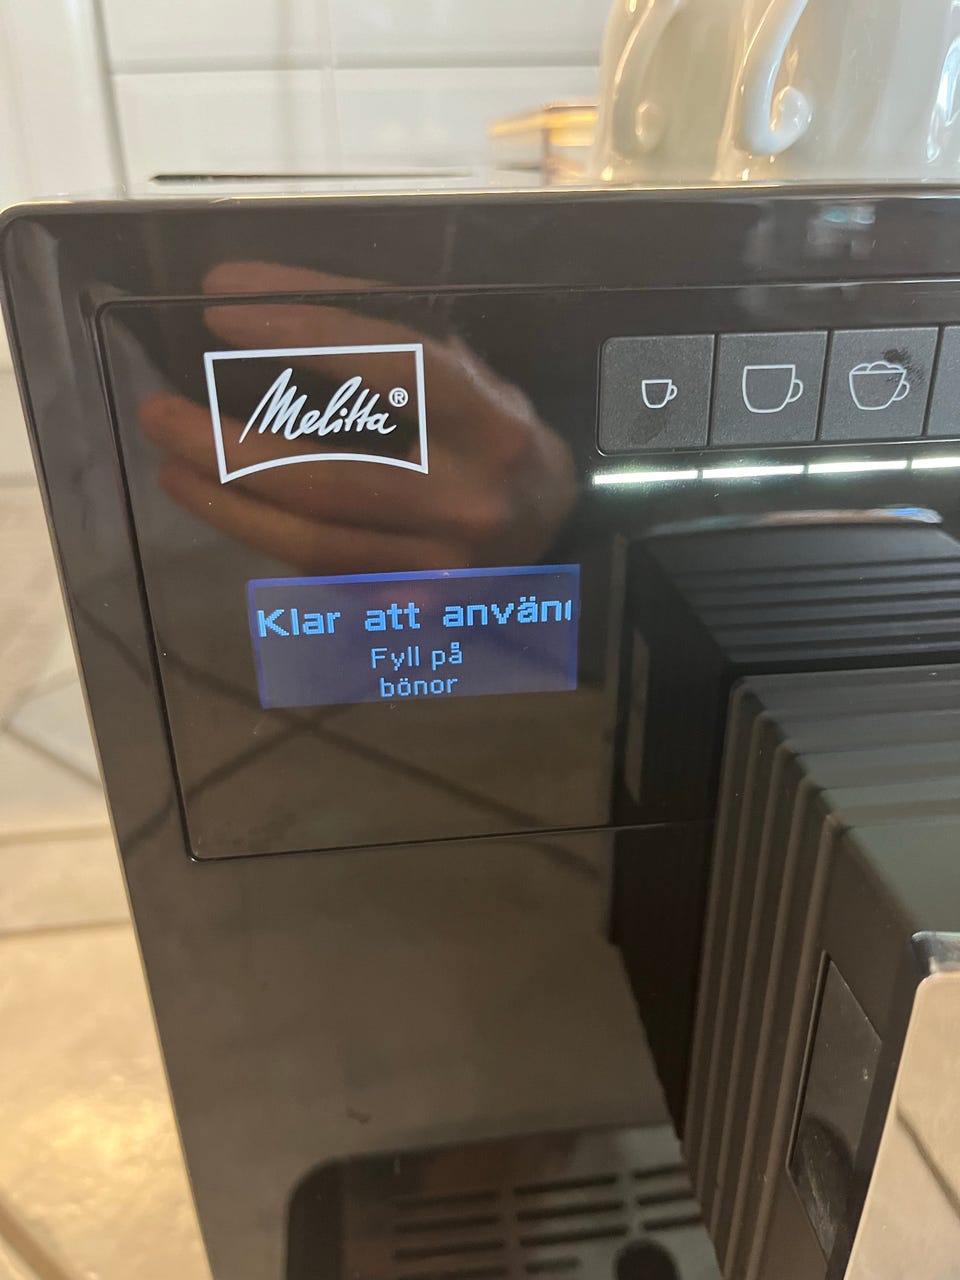 Melitta®
Klar att använ
Fyll på
bönor